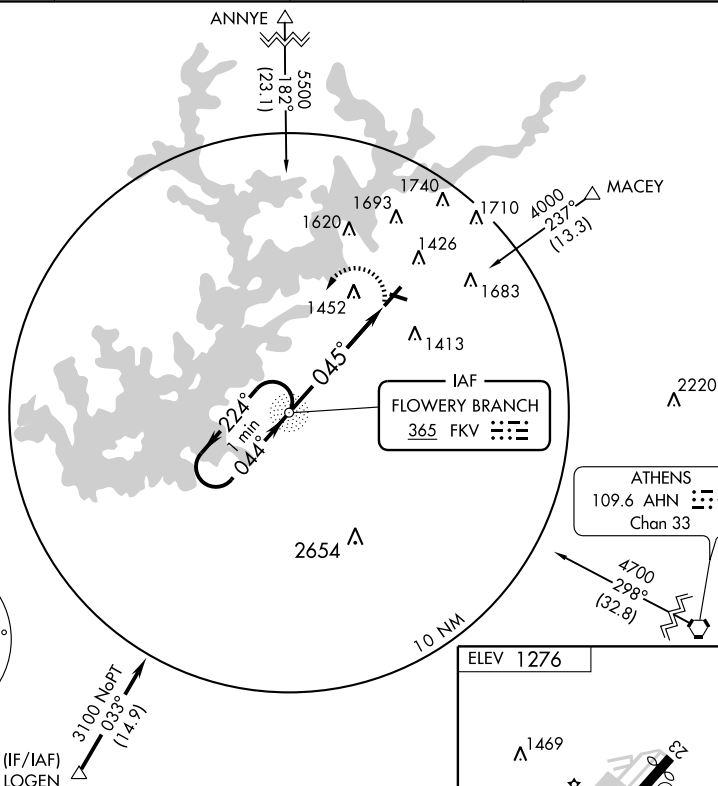 ANNYE
5500
182°
(23.1)
MACEY
4000
237°
(13.3)
1740
1693
1710
1620
1426
1683
1452
1413
045°
224°
1 min
044°
IAF
FLOWERY BRANCH
365 FKV
2220
ATHENS
109.6 AHN
Chan 33
2654
4700
298°
(32.8)
10 NM
°
3100 NoPT
033°
(14.9)
(IF/IAF)
LOGEN
ELEV 1276
1469
23